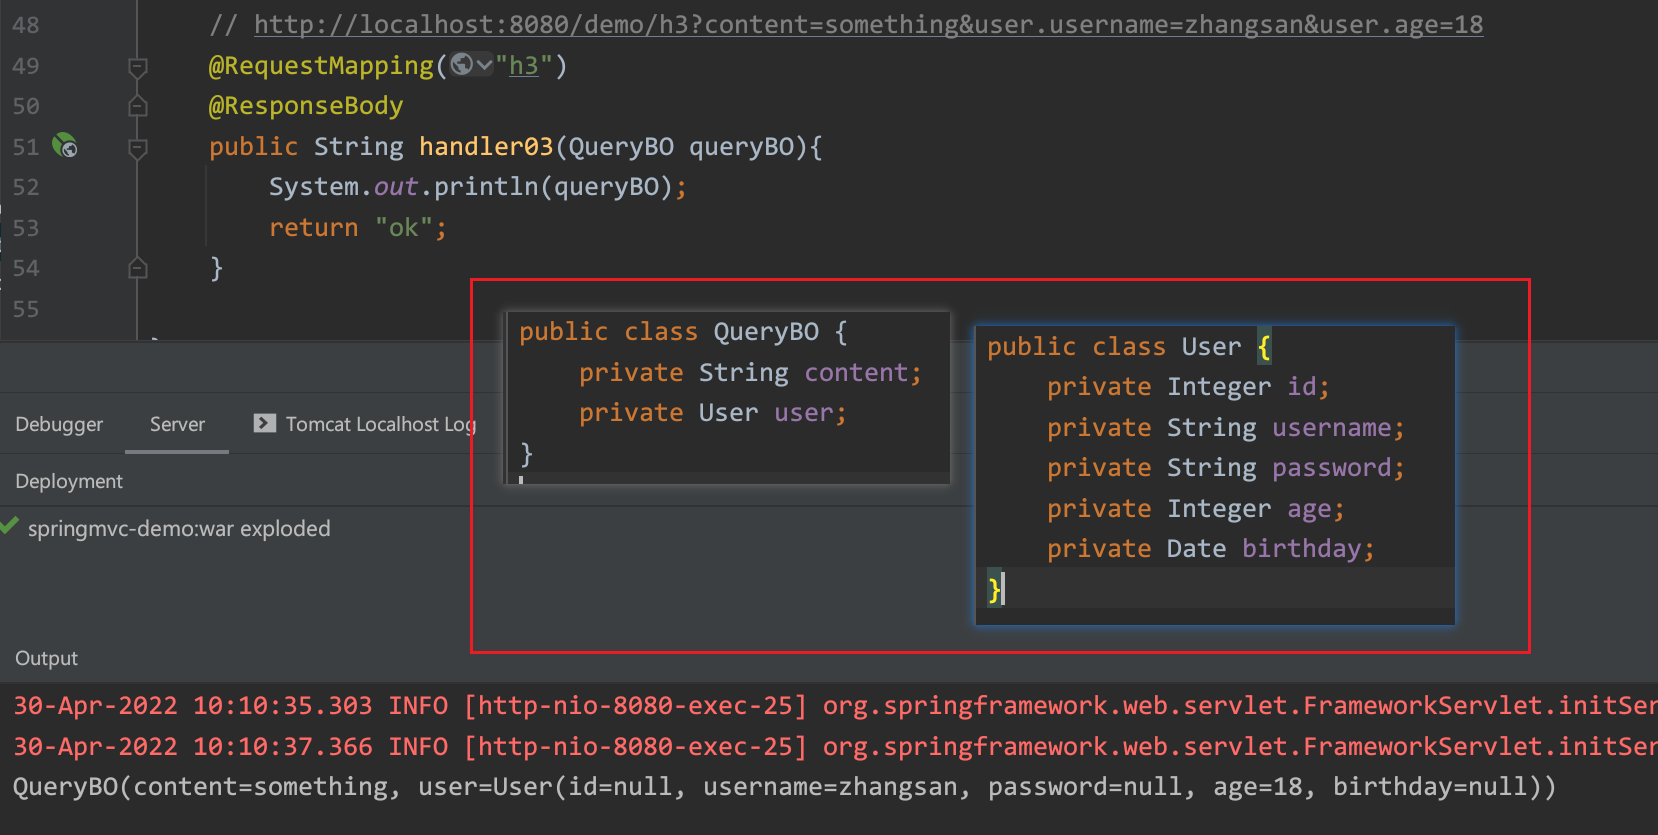 48 // http://localhost:8080/demo/h3?content=something&user.username=zhangsan&user.age=18
49 @RequestMapping("h3")
50 @ResponseBody
51 public String handler03(QueryBO queryBO){
52 System.out.println(queryBO);
53 return "ok";
54 }
55
public class QueryBO {
private String content;
private User user;
}
public class User {
private Integer id;
private String username;
private String password;
private Integer age;
private Date birthday;
}
Debugger Server Tomcat Localhost Log
Deployment
springmvc-demo:war exploded
Output
30-Apr-2022 10:10:35.303 INFO [http-nio-8080-exec-25] org.springframework.web.servlet.FrameworkServlet.initSer
30-Apr-2022 10:10:37.366 INFO [http-nio-8080-exec-25] org.springframework.web.servlet.FrameworkServlet.initSer
QueryBO(content=something, user=User(id=null, username=zhangsan, password=null, age=18, birthday=null))